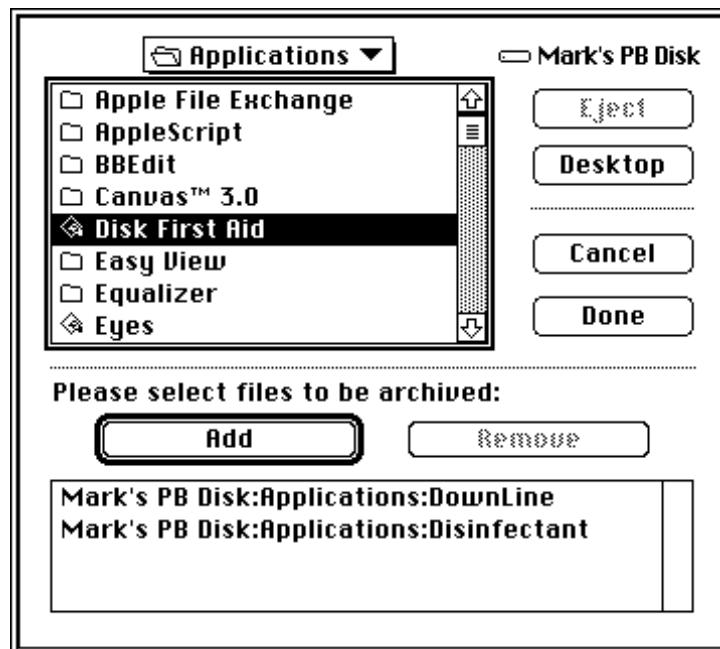 Applications
Mark's PB Disk
Apple File Exchange
AppleScript
BBEdit
Canvas™ 3.0
Disk First Aid
Easy View
Equalizer
Eyes
Eject
Desktop
Cancel
Done
Please select files to be archived:
Add
Remove
Mark's PB Disk:Applications:DownLine
Mark's PB Disk:Applications:Disinfectant